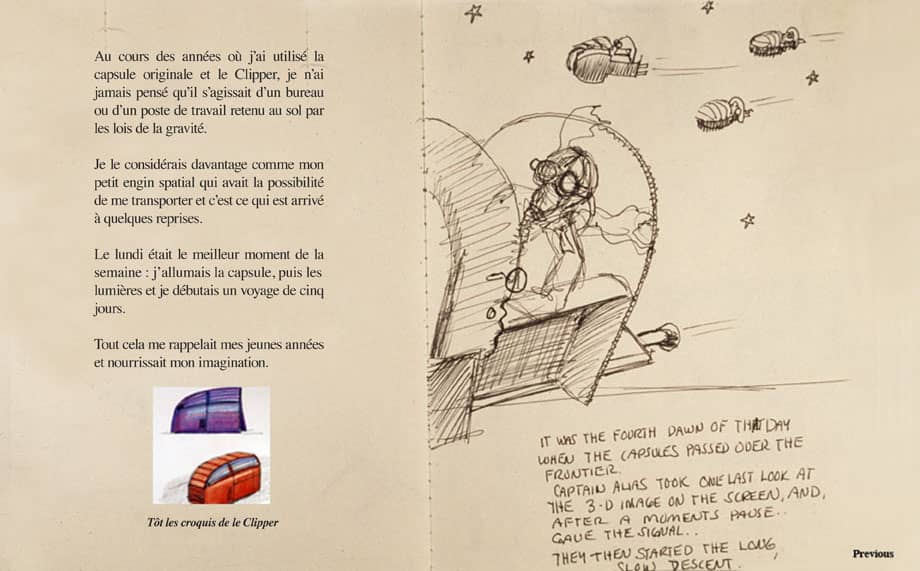 Au cours des années où j'ai utilisé la
capsule originale et le Clipper, je n'ai
jamais pensé qu'il s'agissait d'un bureau
ou d'un poste de travail retenu au sol par
les lois de la gravité.
Je le considérais davantage comme mon
petit engin spatial qui avait la possibilité
de me transporter et c'est ce qui est arrivé
à quelques reprises.
Le lundi était le meilleur moment de la
semaine : j'allumais la capsule, puis les
lumières et je débutais un voyage de cinq
jours.
Tout cela me rappelait mes jeunes années
et nourrissait mon imagination.
Tôt les croquis de le Clipper
IT WAS THE FOURTH DAWN OF THAT DAY
WHEN THE CAPSULES PASSED OVER THE
FRONTIER.
CAPTAIN ALIAS TOOK ONE LAST LOOK AT
THE 3-D IMAGE ON THE SCREEN, AND,
AFTER A MOMENTS PAUSE..
GAVE THE SIGNAL..
THEY THEN STARTED THE LONG,
SLOW DESCENT.
Previous